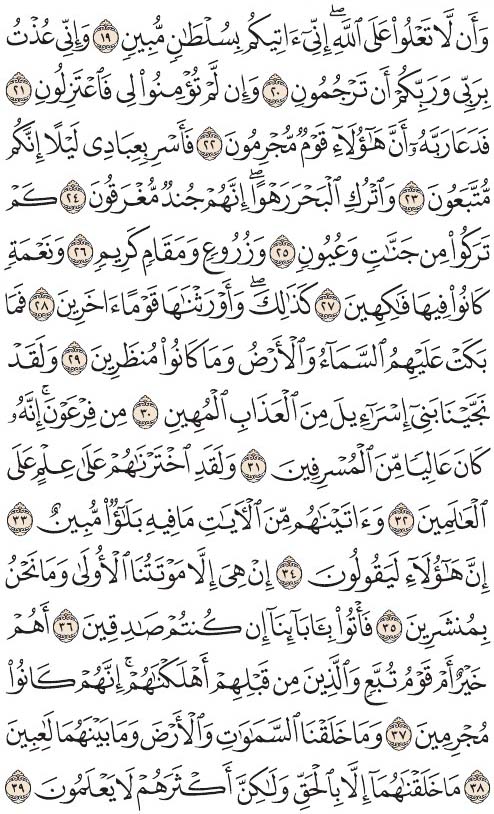 وَأَن لَّا تَعْلُوا۟ عَلَى ٱللَّهِ ۖ إِنِّىٓ ءَاتِيكُم بِسُلْطَٰنٍ مُّبِينٍ ١٩ وَإِنِّى عُذْتُ
بِرَبِّى وَرَبِّكُمْ أَن تَرْجُمُونِ ٢٠ وَإِن لَّمْ تُؤْمِنُوا۟ لِى فَٱعْتَزِلُونِ ٢١
فَدَعَا رَبَّهُۥٓ أَنَّ هَٰٓؤُلَآءِ قَوْمٌ مُّجْرِمُونَ ٢٢ فَأَسْرِ بِعِبَادِى لَيْلًا إِنَّكُم
مُّتَّبَعُونَ ٢٣ وَٱتْرُكِ ٱلْبَحْرَ رَهْوًا ۖ إِنَّهُمْ جُندٌ مُّغْرَقُونَ ٢٤ كَمْ
تَرَكُوا۟ مِن جَنَّٰتٍ وَعُيُونٍ ٢٥ وَزُرُوعٍ وَمَقَامٍ كَرِيمٍ ٢٦ وَنَعْمَةٍ
كَانُوا۟ فِيهَا فَٰكِهِينَ ٢٧ كَذَٰلِكَ ۖ وَأَوْرَثْنَٰهَا قَوْمًا ءَاخَرِينَ ٢٨ فَمَا
بَكَتْ عَلَيْهِمُ ٱلسَّمَآءُ وَٱلْأَرْضُ وَمَا كَانُوا۟ مُنظَرِينَ ٢٩ وَلَقَدْ
نَجَّيْنَا بَنِىٓ إِسْرَٰٓءِيلَ مِنَ ٱلْعَذَابِ ٱلْمُهِينِ ٣٠ مِن فِرْعَوْنَ ۚ إِنَّهُۥ
كَانَ عَالِيًا مِّنَ ٱلْمُسْرِفِينَ ٣١ وَلَقَدِ ٱخْتَرْنَٰهُمْ عَلَىٰ عِلْمٍ عَلَى
ٱلْعَٰلَمِينَ ٣٢ وَءَاتَيْنَٰهُم مِّنَ ٱلْءَايَٰتِ مَا فِيهِ بَلَٰٓؤٌا۟ مُّبِينٌ ٣٣
إِنَّ هَٰٓؤُلَآءِ لَيَقُولُونَ ٣٤ إِنْ هِىَ إِلَّا مَوْتَتُنَا ٱلْأُولَىٰ وَمَا نَحْنُ
بِمُنشَرِينَ ٣٥ فَأْتُوا۟ بِـَٔابَآئِنَآ إِن كُنتُمْ صَٰدِقِينَ ٣٦ أَهُمْ
خَيْرٌ أَمْ قَوْمُ تُبَّعٍ وَٱلَّذِينَ مِن قَبْلِهِمْ ۚ أَهْلَكْنَٰهُمْ ۖ إِنَّهُمْ كَانُوا۟
مُجْرِمِينَ ٣٧ وَمَا خَلَقْنَا ٱلسَّمَٰوَٰتِ وَٱلْأَرْضَ وَمَا بَيْنَهُمَا لَٰعِبِينَ
٣٨ مَا خَلَقْنَٰهُمَآ إِلَّا بِٱلْحَقِّ وَلَٰكِنَّ أَكْثَرَهُمْ لَا يَعْلَمُونَ ٣٩